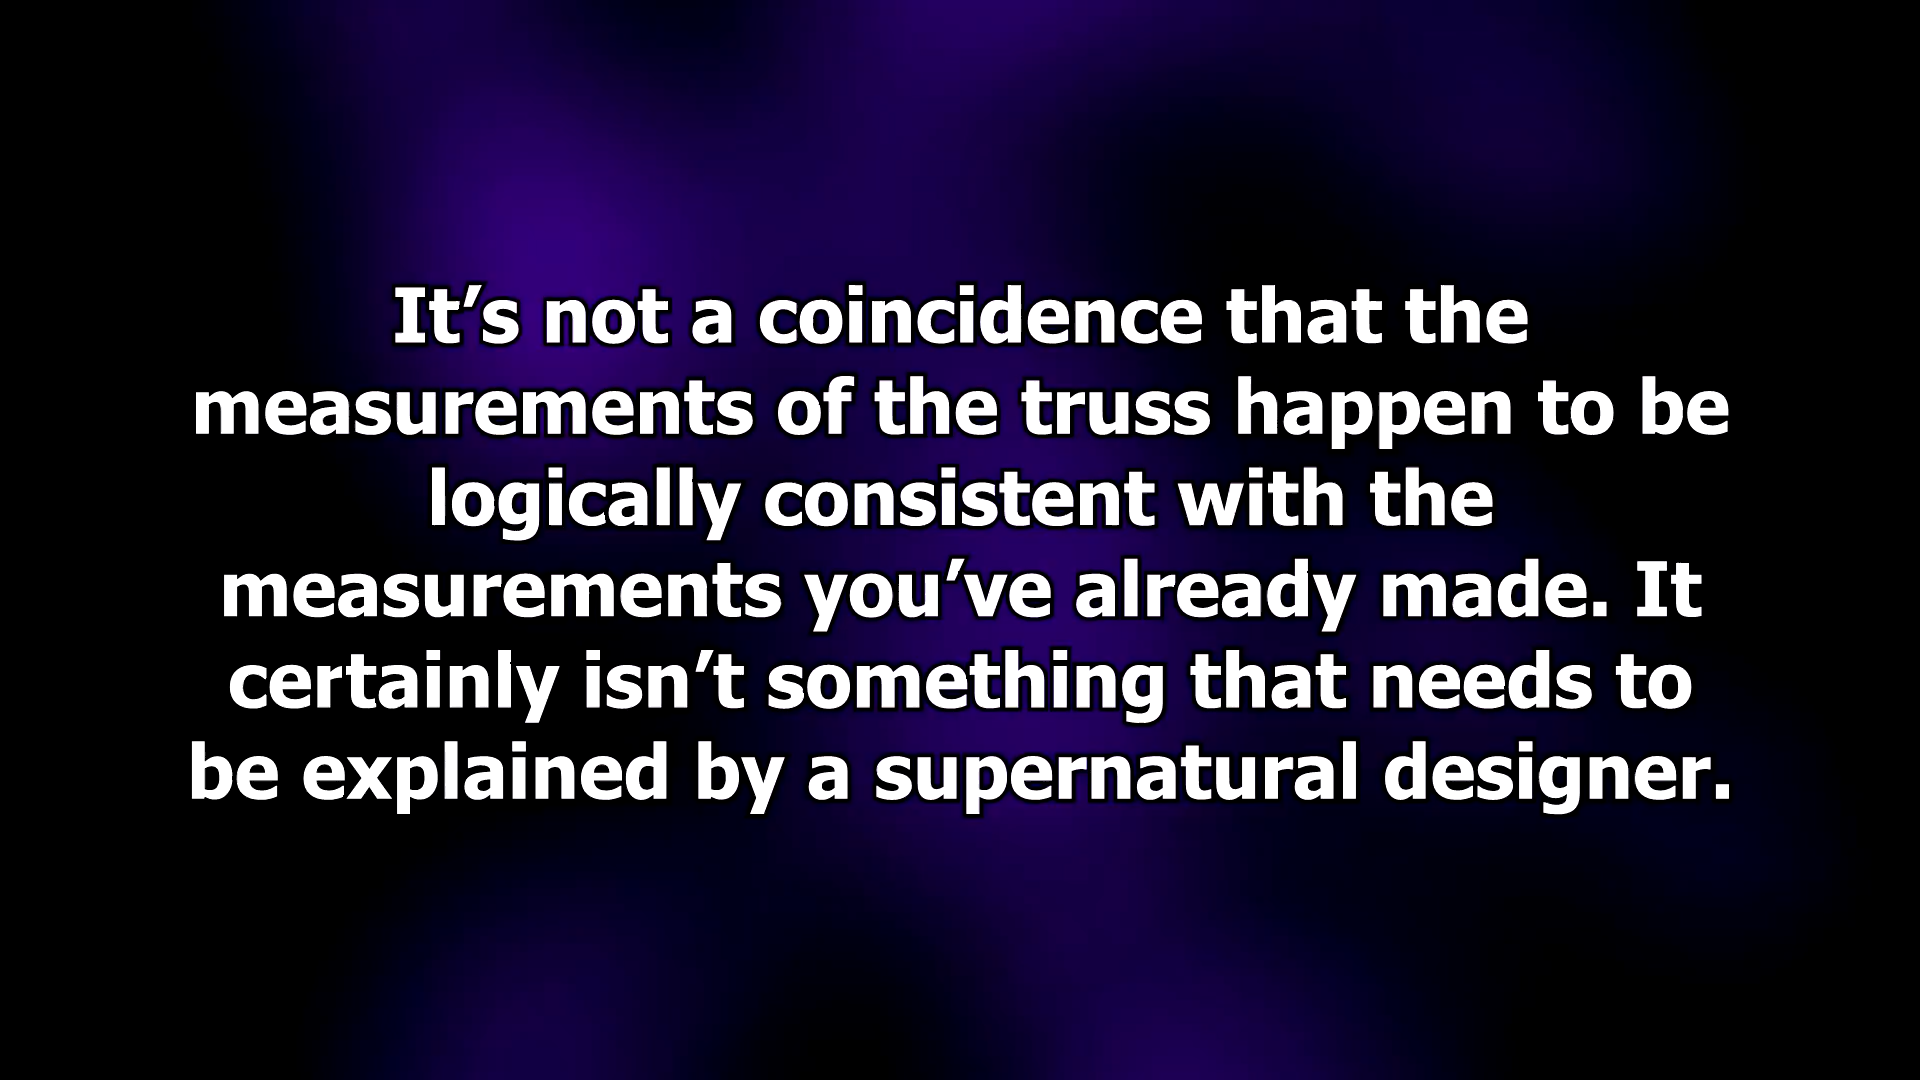 It’s not a coincidence that the
measurements of the truss happen to be
logically consistent with the
measurements you’ve already made. It
certainly isn’t something that needs to
be explained by a supernatural designer.